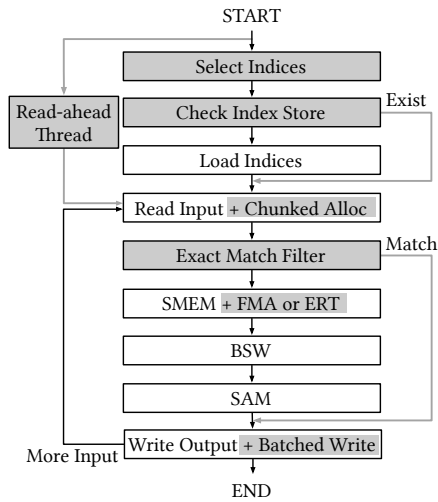 START
Select Indices
Read-ahead
Thread
Check Index Store
Exist
Load Indices
Read Input + Chunked Alloc
Exact Match Filter
Match
SMEM + FMA or ERT
BSW
SAM
Write Output + Batched Write
More Input
END